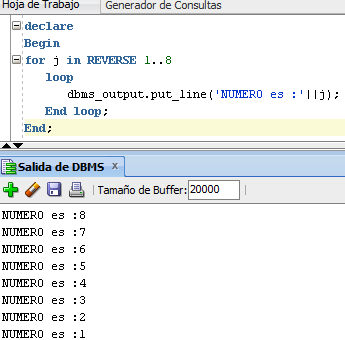 Hoja de Trabajo Generador de Consultas
declare
Begin
for j in REVERSE 1..8
loop
dbms_output.put_line('NUMERO es :'||j);
End loop;
End;
Salida de DBMS x
Tamaño de Buffer: 20000
NUMERO es :8
NUMERO es :7
NUMERO es :6
NUMERO es :5
NUMERO es :4
NUMERO es :3
NUMERO es :2
NUMERO es :1